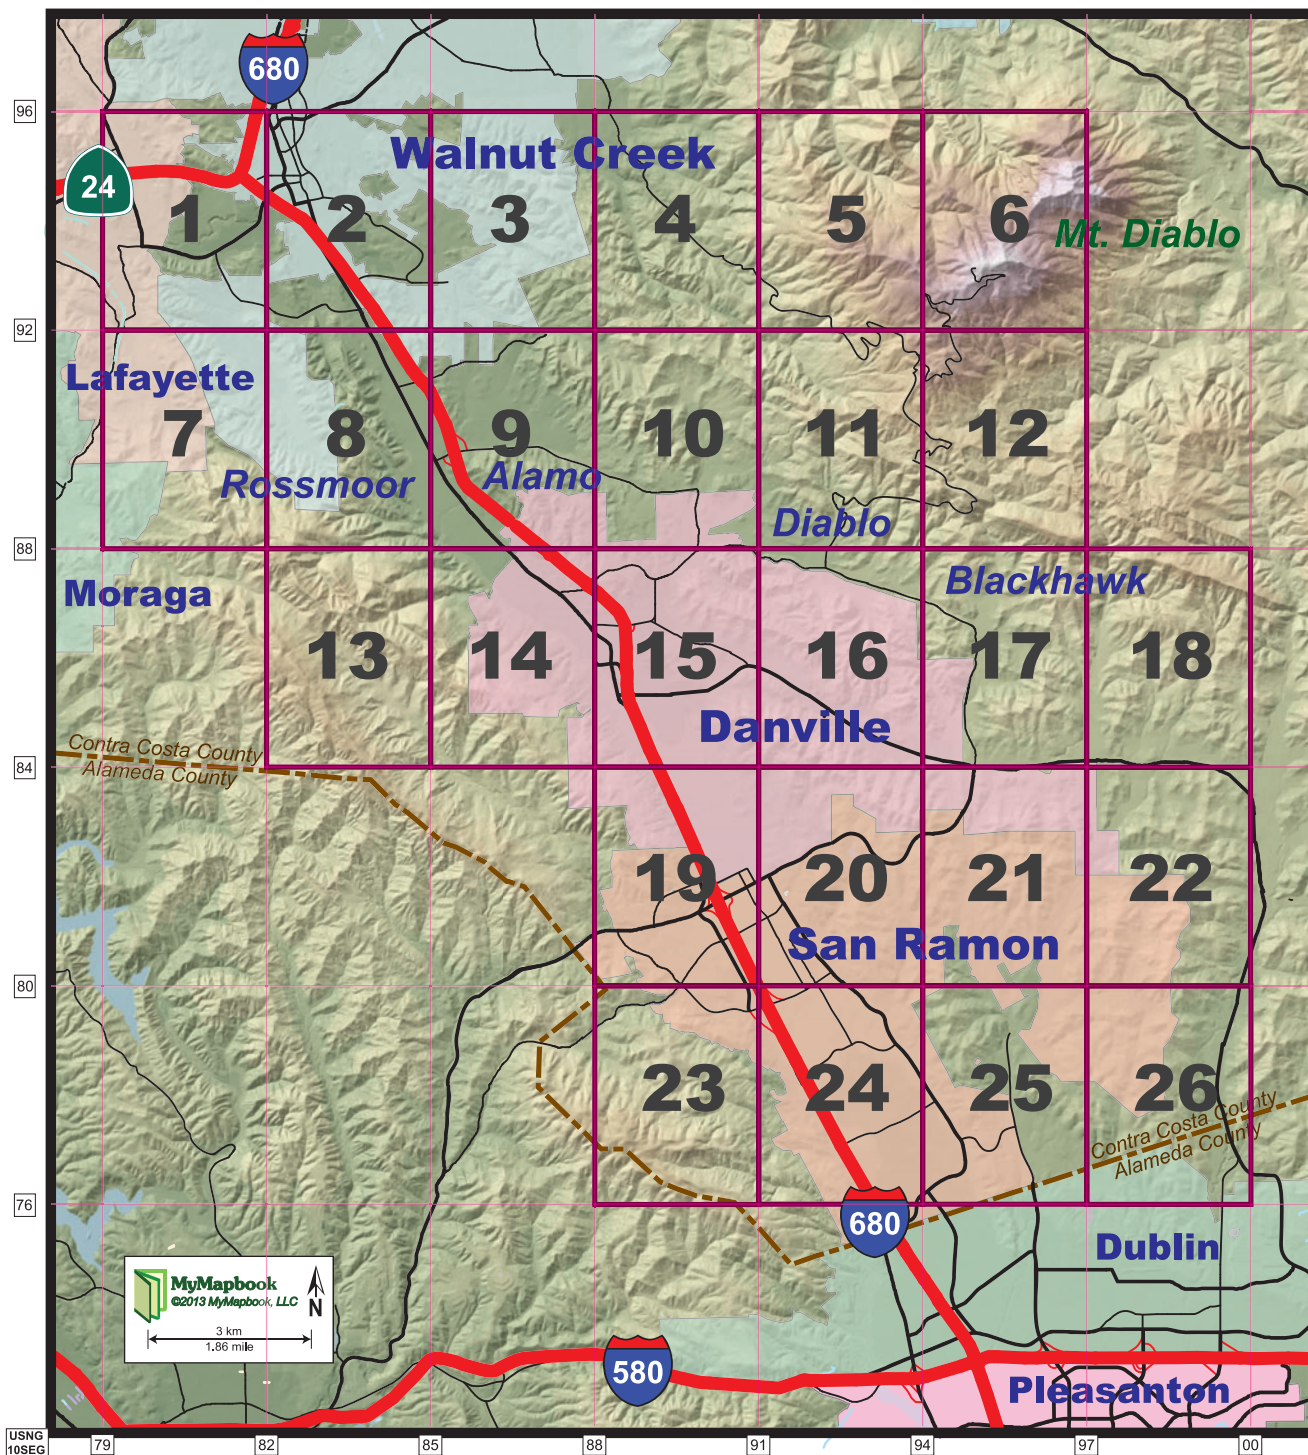 680
96
Walnut Creek
24
1
2
3
4
5
6
Mt. Diablo
92
Lafayette
7
8
9
10
11
12
Rossmoor
Alamo
Diablo
88
Moraga
Blackhawk
13
14
15
16
17
18
Danville
Contra Costa County
Alameda County
84
19
20
21
22
San Ramon
80
23
24
25
26
Contra Costa County
Alameda County
76
680
Dublin
MyMapbook
©2013 MyMapbook, LLC
N
3 km
1.86 mile
580
Pleasanton
USNG
10SEG
79
82
85
88
91
94
97
00